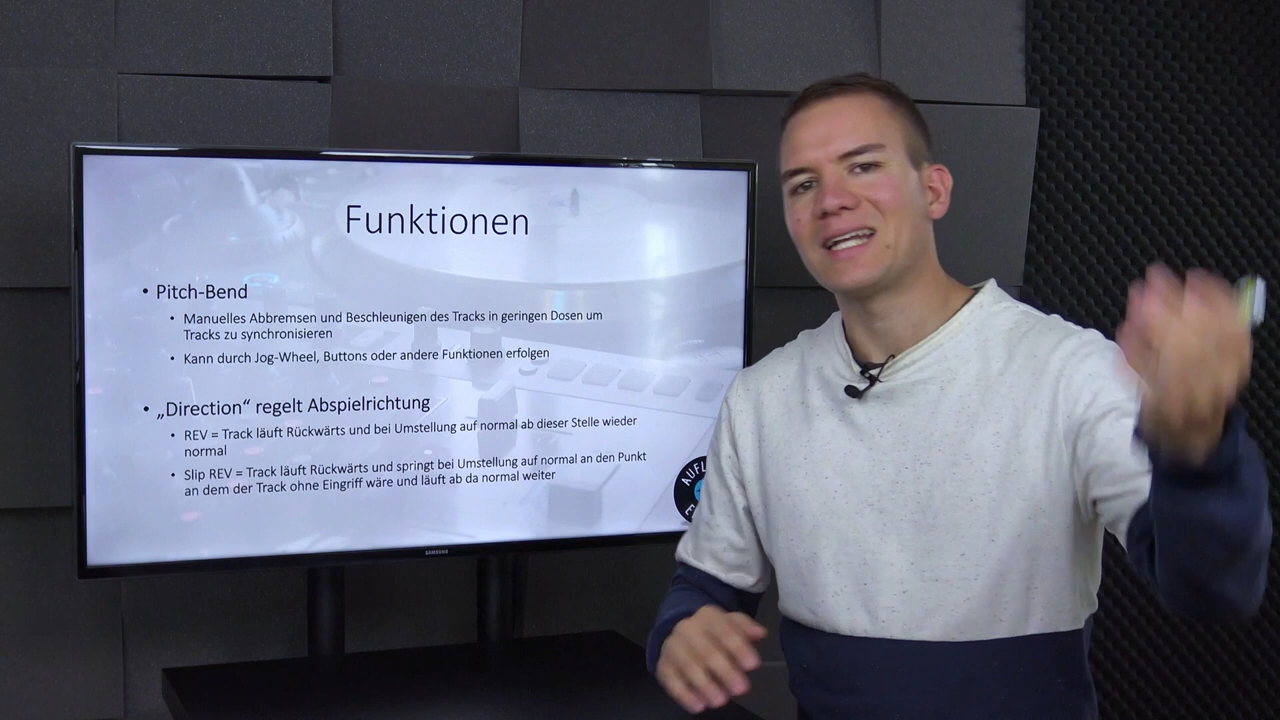 Funktionen
• Pitch-Bend
• Manuelles Abbremsen und Beschleunigen des Tracks in geringen Dosen um
Tracks zu synchronisieren
• Kann durch Jog-Wheel, Buttons oder andere Funktionen erfolgen
• „Direction“ regelt Abspielrichtung
• REV = Track läuft Rückwärts und bei Umstellung auf normal ab dieser Stelle wieder
normal
• Slip REV = Track läuft Rückwärts und springt bei Umstellung auf normal an den Punkt
an dem der Track ohne Eingriff wäre und läuft ab da normal weiter
SAMSUNG